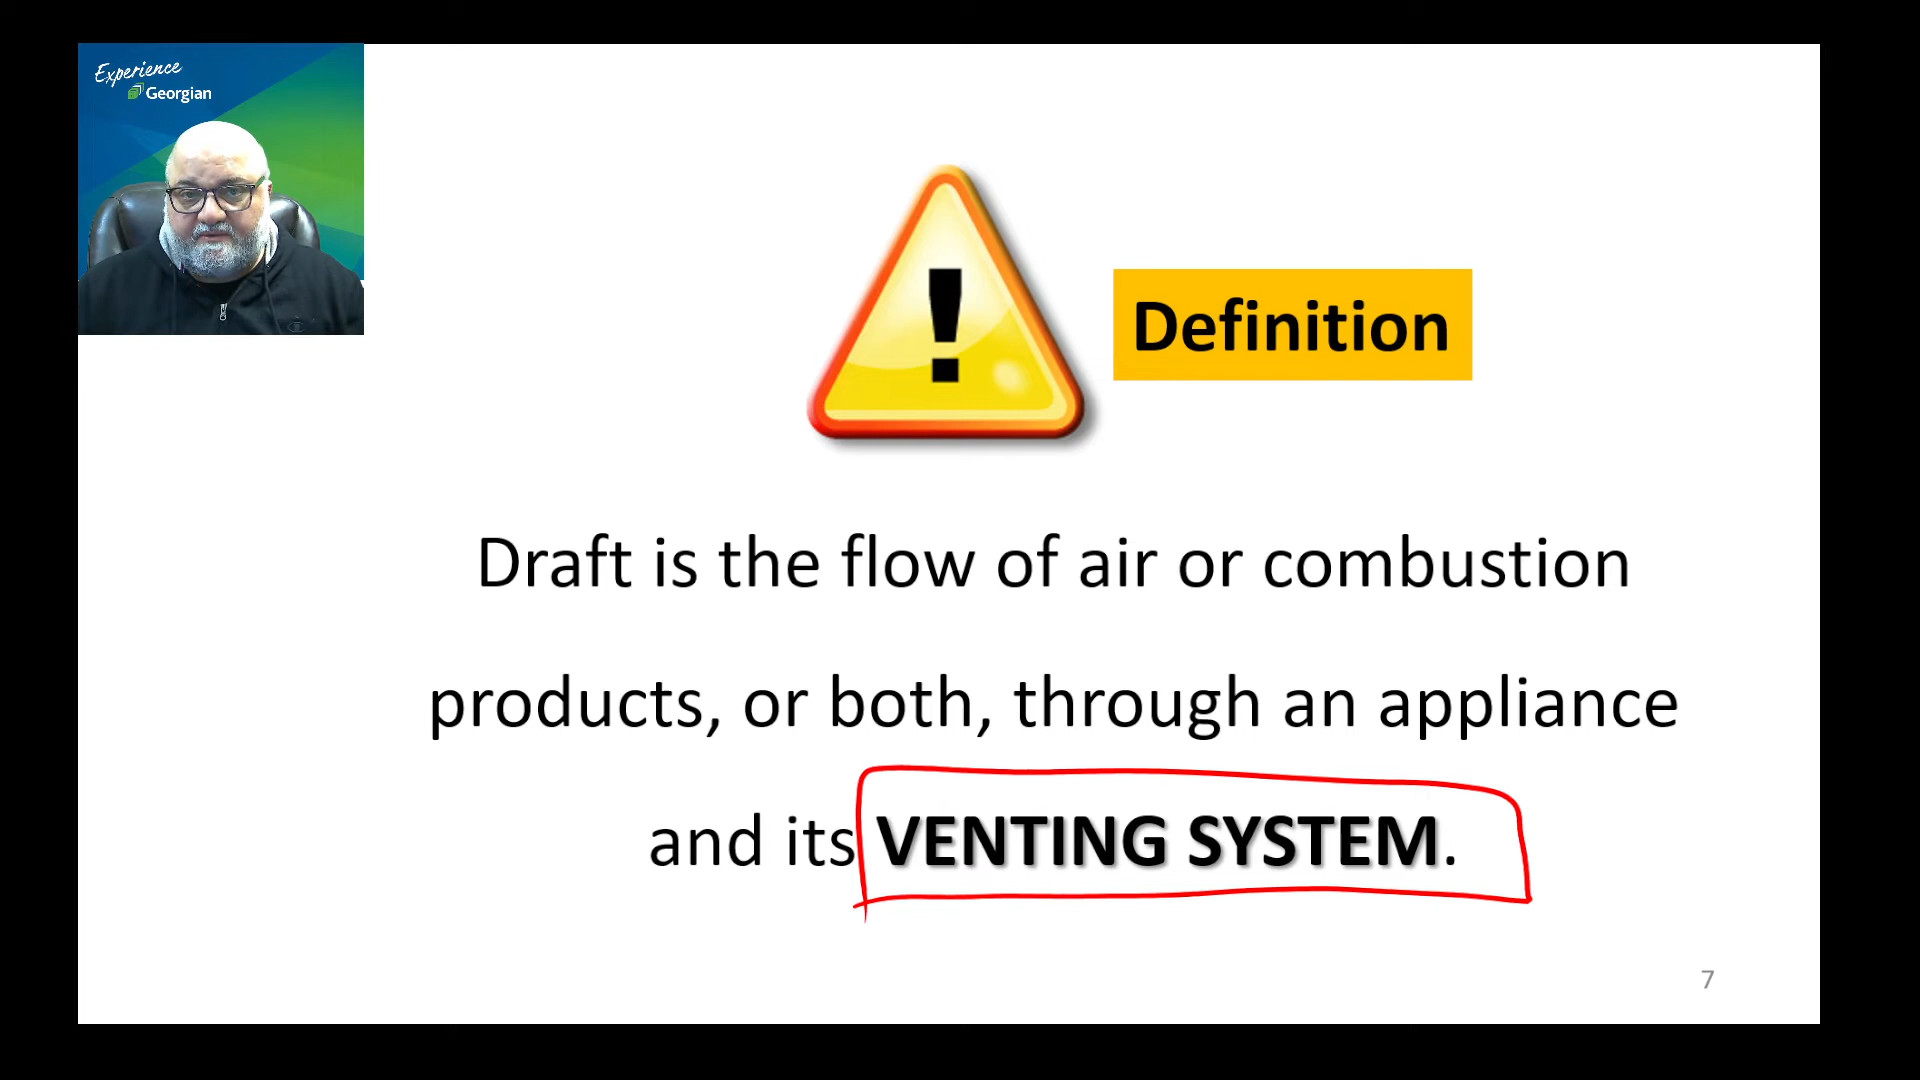 Experience
Georgian
!
Definition
Draft is the flow of air or combustion
products, or both, through an appliance
and its VENTING SYSTEM.
7